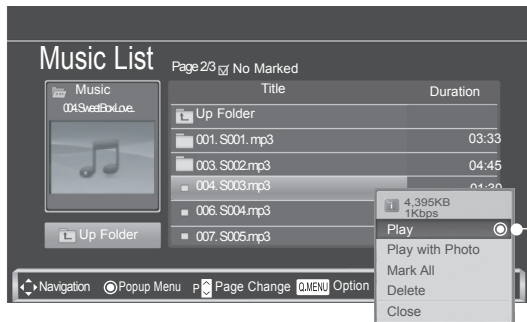 Music List
Page 2/3 No Marked
Music
004.SweetBoxLove...
Up Folder
Title Duration
Up Folder
001. S001. mp3 03:33
003. S002.mp3 04:45
004. S003.mp3 01:30
006. S004.mp3
007. S005.mp3
4,395KB
1Kbps
Play
Play with Photo
Mark All
Delete
Close
Navigation Popup Menu P Page Change Q.MENU Option